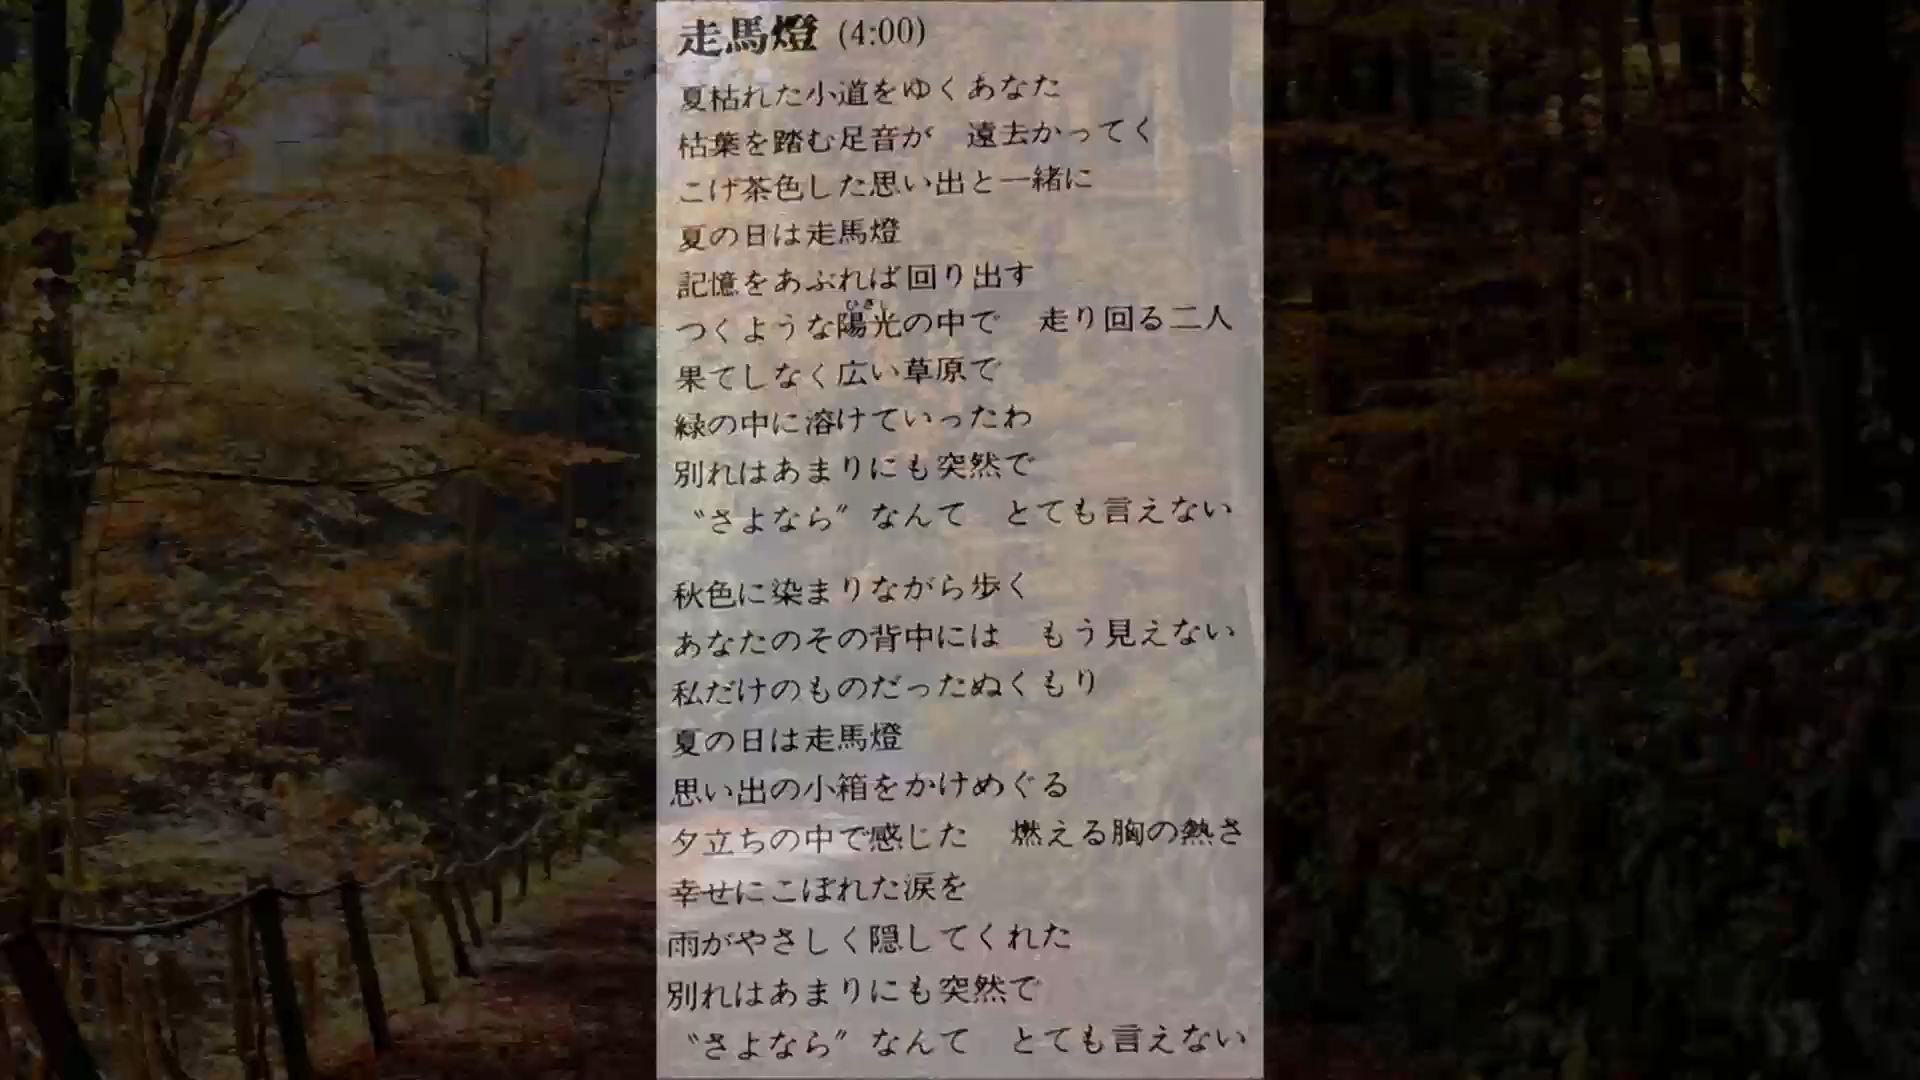 走馬燈 (4:00)
夏枯れた小道をゆくあなた
枯葉を踏む足音が　遠去かってく
こげ茶色した思い出と一緒に
夏の日は走馬燈
記憶をあぶれば回り出す
ひざし
つくような陽光の中で　走り回る二人
果てしなく広い草原で
緑の中に溶けていったわ
別れはあまりにも突然で
〝さよなら〞なんて　とても言えない
秋色に染まりながら歩く
あなたのその背中には　もう見えない
私だけのものだったぬくもり
夏の日は走馬燈
思い出の小箱をかけめぐる
夕立ちの中で感じた　燃える胸の熱さ
幸せにこぼれた涙を
雨がやさしく隠してくれた
別れはあまりにも突然で
〝さよなら〞なんて　とても言えない